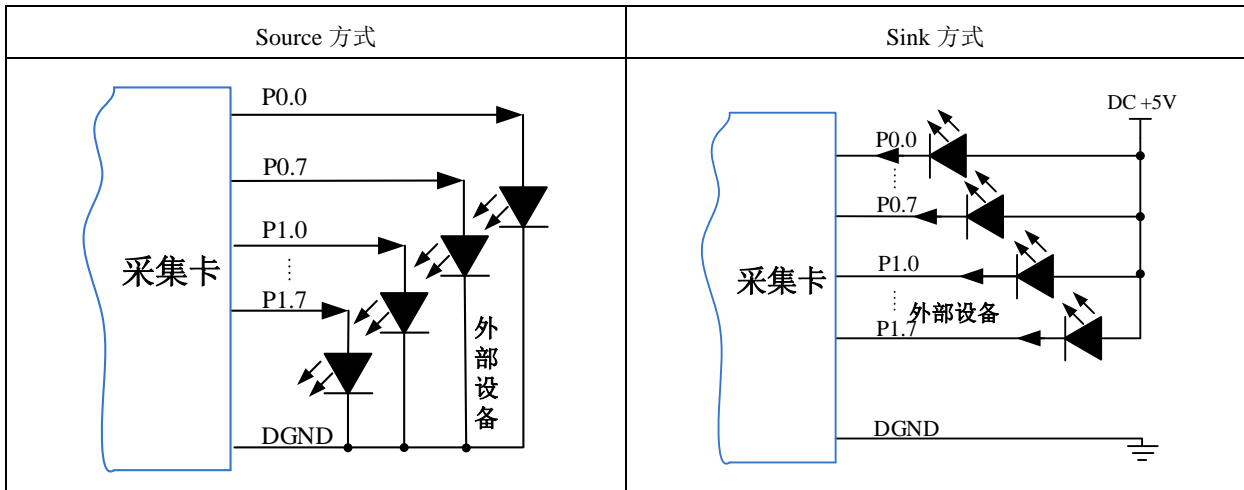 Source 方式
Sink 方式
P0.0
P0.7
P1.0
P1.7
采集卡
外部设备
DGND
DC +5V
P0.0
P0.7
P1.0
采集卡
外部设备
P1.7
DGND